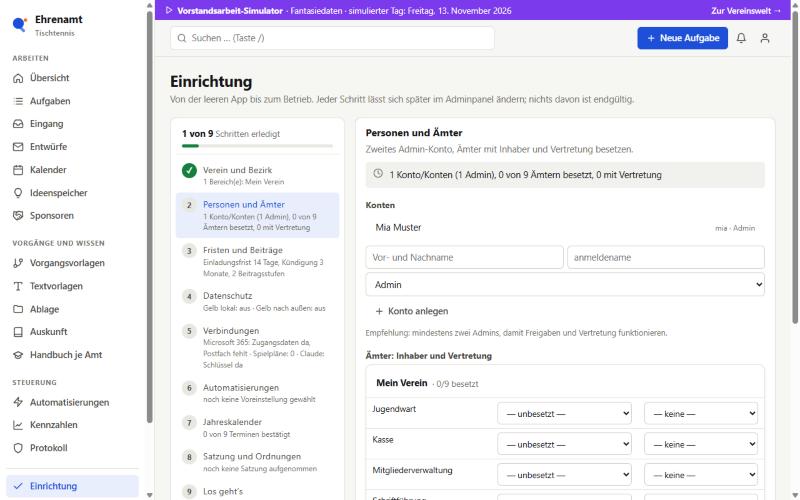 Ehrenamt
Tischtennis
ARBEITEN
Übersicht
Aufgaben
Eingang
Entwürfe
Kalender
Ideenspeicher
Sponsoren
VORGÄNGE UND WISSEN
Vorgangsvorlagen
Textvorlagen
Ablage
Auskunft
Handbuch je Amt
STEUERUNG
Automatisierungen
Kennzahlen
Protokoll
Einrichtung
Vorstandsarbeit-Simulator · Fantasiedaten · simulierter Tag: Freitag, 13. November 2026
Zur Vereinswelt →
Suchen … (Taste /)
+ Neue Aufgabe
Einrichtung
Von der leeren App bis zum Betrieb. Jeder Schritt lässt sich später im Adminpanel ändern; nichts davon ist endgültig.
1 von 9 Schritten erledigt
Verein und Bezirk
1 Bereich(e): Mein Verein
2 Personen und Ämter
1 Konto/Konten (1 Admin), 0 von 9
Ämtern besetzt, 0 mit Vertretung
3 Fristen und Beiträge
Einladungsfrist 14 Tage, Kündigung 3
Monate, 2 Beitragsstufen
4 Datenschutz
Gelb lokal: aus · Gelb nach außen: aus
5 Verbindungen
Microsoft 365: Zugangsdaten da,
Postfach fehlt · Spielpläne: 0 · Claude:
Schlüssel da
6 Automatisierungen
noch keine Voreinstellung gewählt
7 Jahreskalender
0 von 9 Terminen bestätigt
8 Satzung und Ordnungen
noch keine Satzung aufgenommen
9 Los geht's
Personen und Ämter
Zweites Admin-Konto, Ämter mit Inhaber und Vertretung besetzen.
1 Konto/Konten (1 Admin), 0 von 9 Ämtern besetzt, 0 mit Vertretung
Konten
Mia Muster
mia · Admin
Vor- und Nachname
anmeldename
Admin
+ Konto anlegen
Empfehlung: mindestens zwei Admins, damit Freigaben und Vertretung funktionieren.
Ämter: Inhaber und Vertretung
Mein Verein · 0/9 besetzt
Jugendwart
— unbesetzt —
— keine —
Kasse
— unbesetzt —
— keine —
Mitgliederverwaltung
— unbesetzt —
— keine —